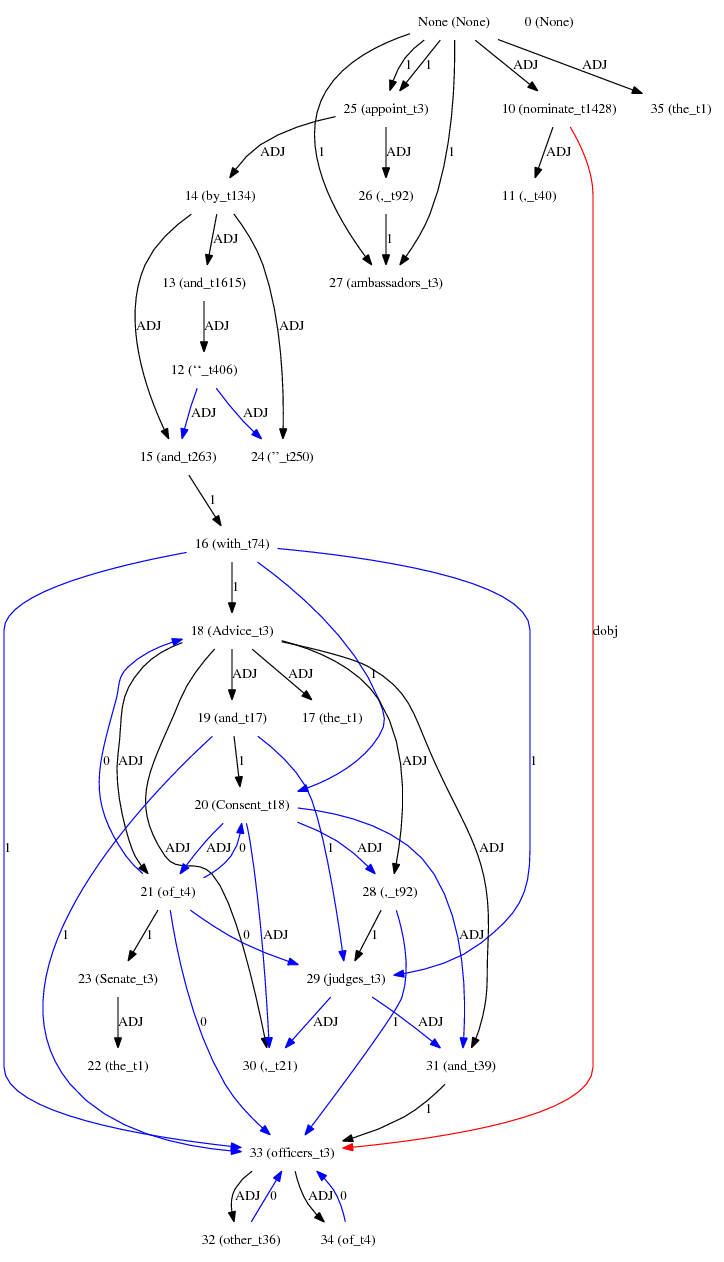 None (None) 0 (None)
1 1 ADJ ADJ
25 (appoint_t3) 10 (nominate_t1428) 35 (the_t1)
ADJ 1 ADJ 1 ADJ
14 (by_t134) 26 (,_t92) 11 (,_t40)
ADJ 1
13 (and_t1615) 27 (ambassadors_t3)
ADJ ADJ ADJ
12 (‘‘_t406)
ADJ ADJ
15 (and_t263) 24 (’’_t250)
1
16 (with_t74)
1
18 (Advice_t3) dobj
ADJ ADJ 1
19 (and_t17) 17 (the_t1)
0 ADJ 1 ADJ 1
20 (Consent_t18)
1 ADJ ADJ 0 1 ADJ ADJ
21 (of_t4) 28 (,_t92)
1 1 0 ADJ 1 ADJ
23 (Senate_t3) 29 (judges_t3)
ADJ 0 ADJ 1 ADJ
22 (the_t1) 30 (,_t21) 31 (and_t39)
1
33 (officers_t3)
ADJ 0 ADJ 0
32 (other_t36) 34 (of_t4)